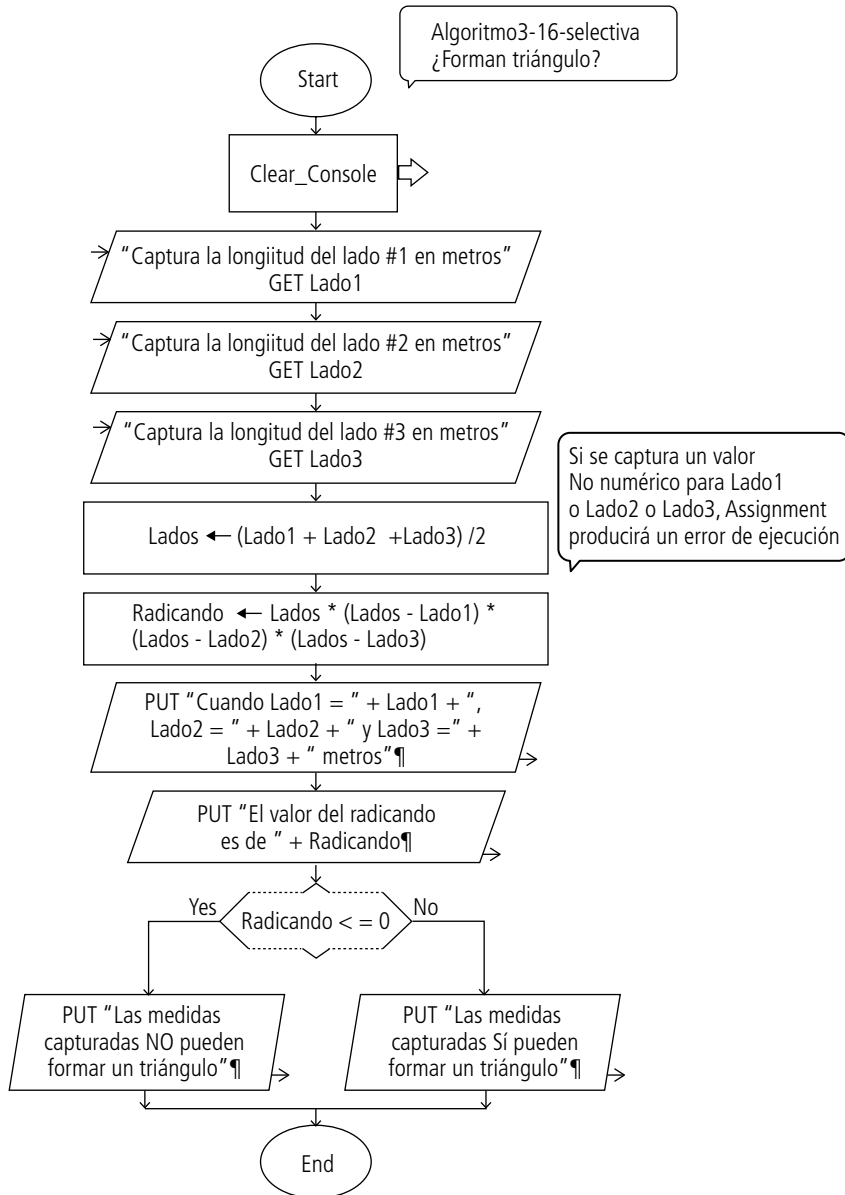 Algoritmo3-16-selectiva
¿Forman triángulo?
Start
Clear_Console
“Captura la longiitud del lado #1 en metros”
GET Lado1
“Captura la longiitud del lado #2 en metros”
GET Lado2
“Captura la longitud del lado #3 en metros”
GET Lado3
Si se captura un valor
No numérico para Lado1
o Lado2 o Lado3, Assignment
producirá un error de ejecución
Lados ← (Lado1 + Lado2 +Lado3) /2
Radicando ← Lados * (Lados - Lado1) *
(Lados - Lado2) * (Lados - Lado3)
PUT “Cuando Lado1 = ” + Lado1 + “,
Lado2 = ” + Lado2 + “ y Lado3 =” +
Lado3 + “ metros”¶
PUT “El valor del radicando
es de ” + Radicando¶
Yes
Radicando < = 0
No
PUT “Las medidas
capturadas NO pueden
formar un triángulo”¶
PUT “Las medidas
capturadas Sí pueden
formar un triángulo”¶
End